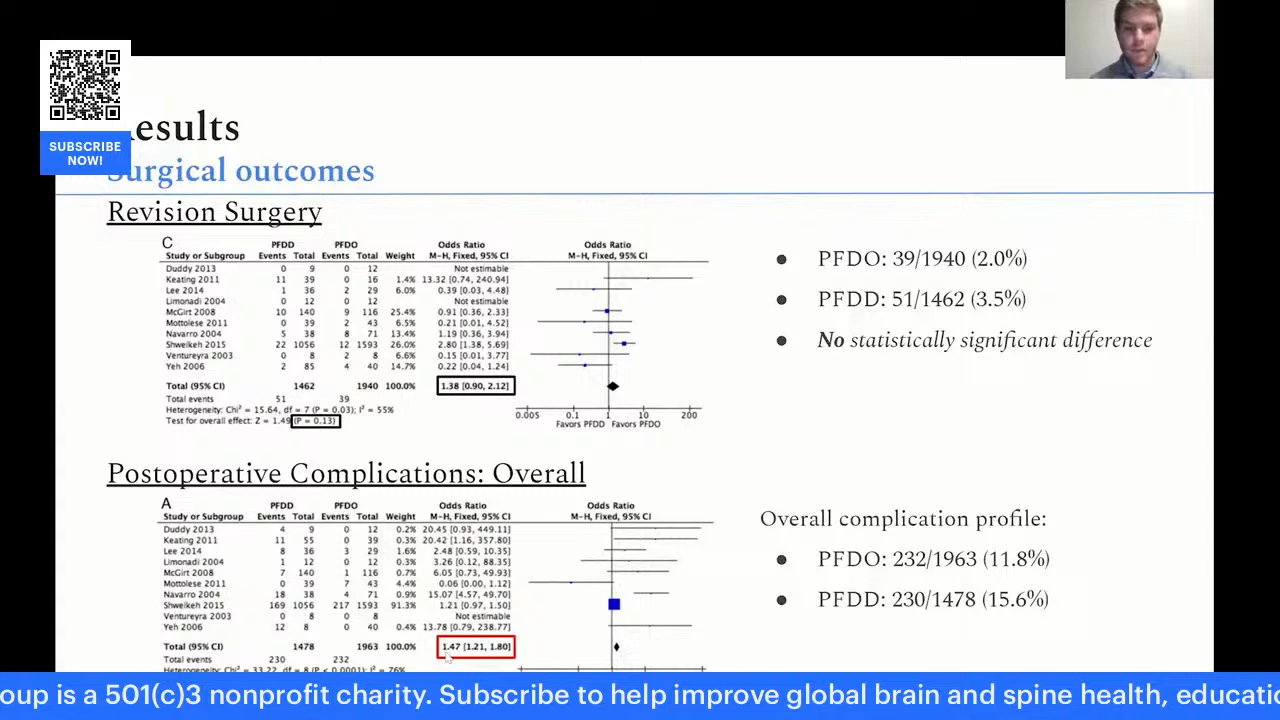 SUBSCRIBE
NOW!
esults
Surgical outcomes
Revision Surgery
C
PFDD PFDO Odds Ratio Odds Ratio
Study or Subgroup Events Total Events Total Weight M-H, Fixed, 95% CI M-H, Fixed, 95% CI
Duddy 2013 0 9 0 12 Not estimable
Keating 2011 11 39 0 16 1.4% 13.32 [0.74, 240.94]
Lee 2014 1 36 2 29 6.0% 0.39 [0.03, 4.48]
Limonadi 2004 0 12 0 12 Not estimable
McGirt 2008 10 140 9 116 25.4% 0.91 [0.36, 2.33]
Mottolese 2011 0 39 2 43 6.5% 0.21 [0.01, 4.52]
Navarro 2004 5 38 8 71 13.4% 1.19 [0.36, 3.94]
Shweikeh 2015 22 1056 12 1593 26.0% 2.80 [1.38, 5.69]
Ventureyra 2003 0 8 2 8 6.6% 0.15 [0.01, 3.77]
Yeh 2006 2 85 4 40 14.7% 0.22 [0.04, 1.24]
Total (95% CI) 1462 1940 100.0% 1.38 [0.90, 2.12]
Total events 51 39
Heterogeneity: Chi² = 15.64, df = 7 (P = 0.03); I² = 55%
Test for overall effect: Z = 1.49 (P = 0.13)
0.005 0.1 1 10 200
Favors PFDD Favors PFDO
● PFDO: 39/1940 (2.0%)
● PFDD: 51/1462 (3.5%)
● No statistically significant difference
Postoperative Complications: Overall
A
PFDD PFDO Odds Ratio Odds Ratio
Study or Subgroup Events Total Events Total Weight M-H, Fixed, 95% CI M-H, Fixed, 95% CI
Duddy 2013 4 9 0 12 0.2% 20.45 [0.93, 449.11]
Keating 2011 11 55 0 39 0.3% 20.42 [1.16, 357.80]
Lee 2014 8 36 3 29 1.6% 2.48 [0.59, 10.35]
Limonadi 2004 1 12 0 12 0.4% 3.26 [0.12, 88.35]
McGirt 2008 7 140 1 116 0.7% 6.05 [0.73, 49.93]
Mottolese 2011 0 39 7 43 4.4% 0.06 [0.00, 1.12]
Navarro 2004 18 38 4 71 0.9% 15.07 [4.57, 49.70]
Shweikeh 2015 169 1056 217 1593 91.3% 1.21 [0.97, 1.50]
Ventureyra 2003 0 8 0 8 Not estimable
Yeh 2006 12 8 0 40 0.4% 13.78 [0.79, 238.77]
Total (95% CI) 1478 1963 100.0% 1.47 [1.21, 1.80]
Total events 230 232
Heterogeneity: Chi² = 33.22, df = 8 (P < 0.0001); I² = 76%
Overall complication profile:
● PFDO: 232/1963 (11.8%)
● PFDD: 230/1478 (15.6%)
oup is a 501(c)3 nonprofit charity. Subscribe to help improve global brain and spine health, educatio